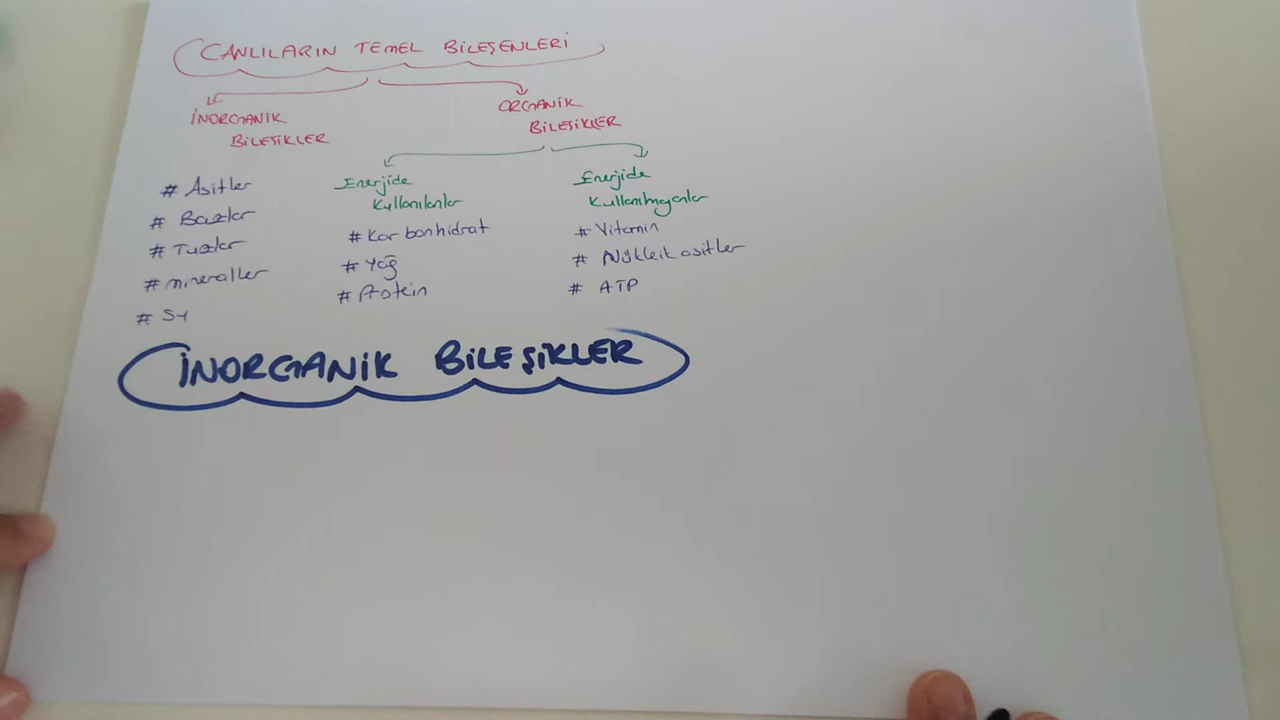 CANLILARIN TEMEL BİLEŞENLERİ
İNORGANİK
BİLEŞİKLER
# Asitler
# Bazlar
# Tuzlar
# mineraller
# Su
ORGANİK
BİLEŞİKLER
Enerjide
Kullanılanlar
# Karbonhidrat
# Yağ
# Protein
Enerjide
Kullanılmayanlar
# Vitamin
# Nükleik asitler
# ATP
İNORGANİK BİLEŞİKLER